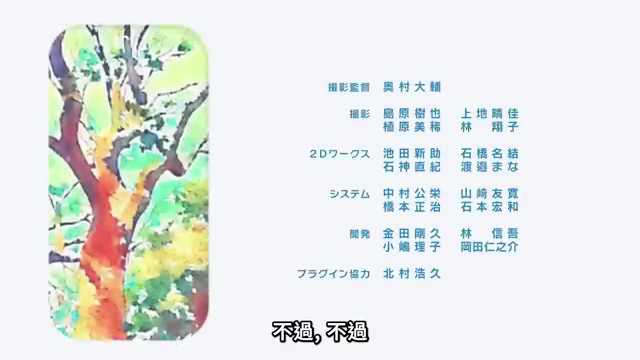 撮影監督 奥村大輔
撮影 島原樹也 上地晴佳
植原美稀 林 翔子
2Dワークス 池田新助 石橋名結
石神直紀 渡邉まな
システム 中村公栄 山﨑友寛
橋本正治 石本宏和
開発 金田剛久 林 信吾
小嶋理子 岡田仁之介
プラグイン協力 北村浩久
不過, 不過